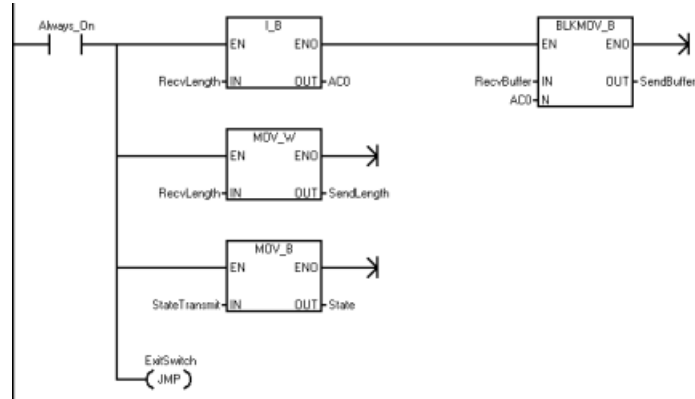 Always_On
I_B
EN ENO
RecvLength IN OUT AC0
BLKMOV_B
EN ENO
RecvBuffer IN OUT SendBuffer
AC0 N
MOV_W
EN ENO
RecvLength IN OUT SendLength
MOV_B
EN ENO
StateTransmit IN OUT State
ExitSwitch
JMP